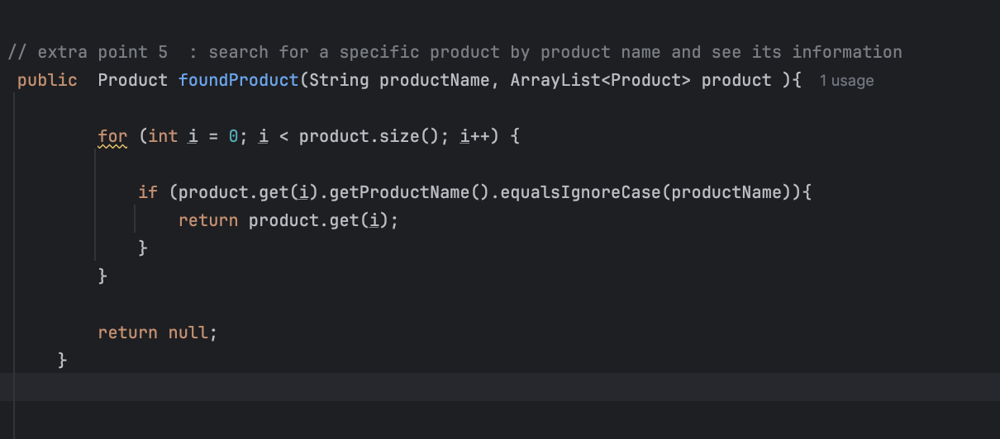 // extra point 5  : search for a specific product by product name and see its information
public  Product foundProduct(String productName, ArrayList<Product> product ){ 1 usage
for (int i = 0; i < product.size(); i++) {
if (product.get(i).getProductName().equalsIgnoreCase(productName)){
return product.get(i);
}
}
return null;
}